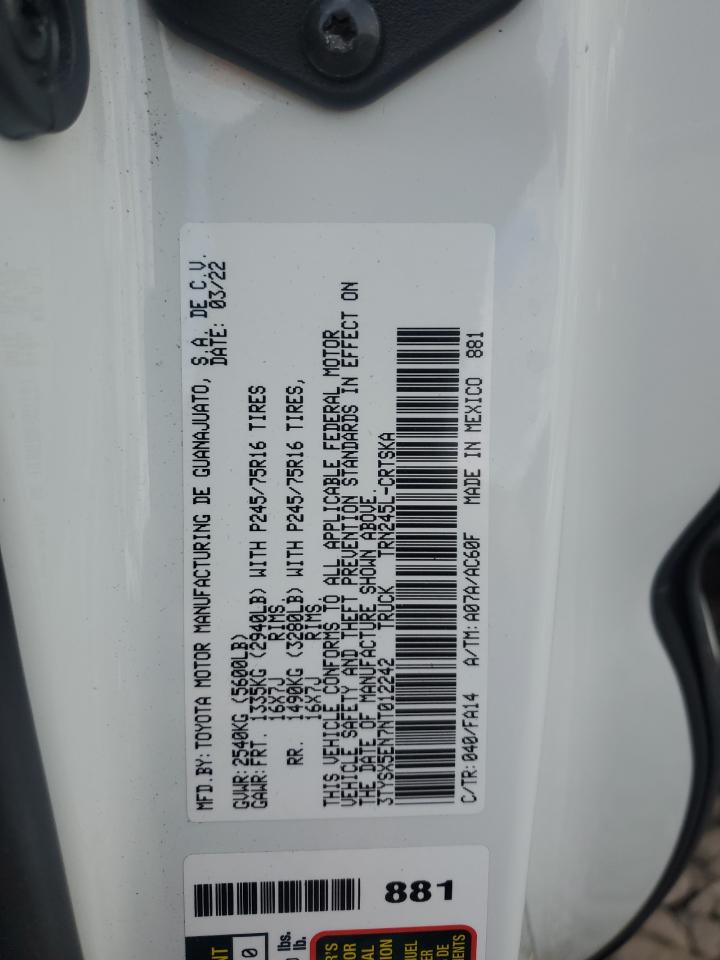 MFD.BY:TOYOTA MOTOR MANUFACTURING DE GUANAJUATO, S.A. DE C.V.
DATE: 03/22
GVWR:2540KG (5600LB)
GAWR:FRT. 1335KG (2940LB) WITH P245/75R16 TIRES
16X7J RIMS
RR. 1490KG (3280LB) WITH P245/75R16 TIRES,
16X7J RIMS
THIS VEHICLE CONFORMS TO ALL APPLICABLE FEDERAL MOTOR
VEHICLE SAFETY AND THEFT PREVENTION STANDARDS IN EFFECT ON
THE DATE OF MANUFACTURE SHOWN ABOVE.
3TYSX5EN7NT012242 TRUCK TRN245L-CRTSKA
C/TR:040/FA14 A/TM:A07A/AC60F MADE IN MEXICO 881
881
lbs.
lb.